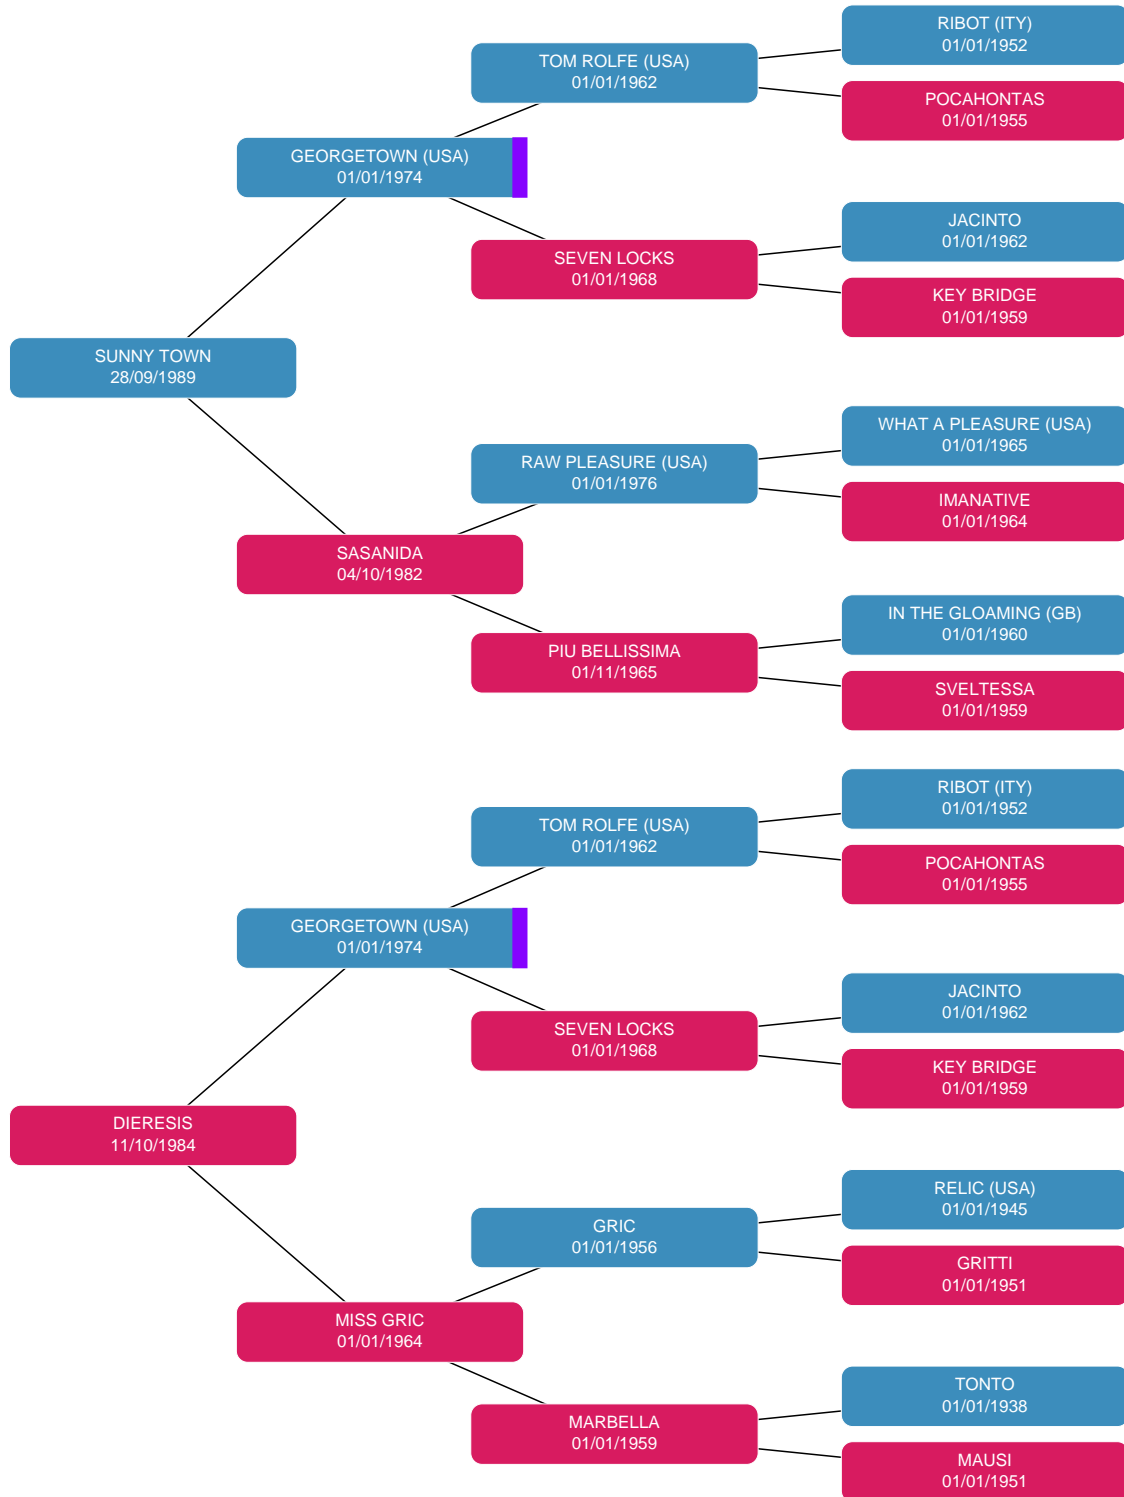 RIBOT (ITY)
01/01/1952
TOM ROLFE (USA)
01/01/1962
POCAHONTAS
01/01/1955
GEORGETOWN (USA)
01/01/1974
JACINTO
01/01/1962
SEVEN LOCKS
01/01/1968
KEY BRIDGE
01/01/1959
SUNNY TOWN
28/09/1989
WHAT A PLEASURE (USA)
01/01/1965
RAW PLEASURE (USA)
01/01/1976
IMANATIVE
01/01/1964
SASANIDA
04/10/1982
IN THE GLOAMING (GB)
01/01/1960
PIU BELLISSIMA
01/11/1965
SVELTESSA
01/01/1959
RIBOT (ITY)
01/01/1952
TOM ROLFE (USA)
01/01/1962
POCAHONTAS
01/01/1955
GEORGETOWN (USA)
01/01/1974
JACINTO
01/01/1962
SEVEN LOCKS
01/01/1968
KEY BRIDGE
01/01/1959
DIERESIS
11/10/1984
RELIC (USA)
01/01/1945
GRIC
01/01/1956
GRITTI
01/01/1951
MISS GRIC
01/01/1964
TONTO
01/01/1938
MARBELLA
01/01/1959
MAUSI
01/01/1951